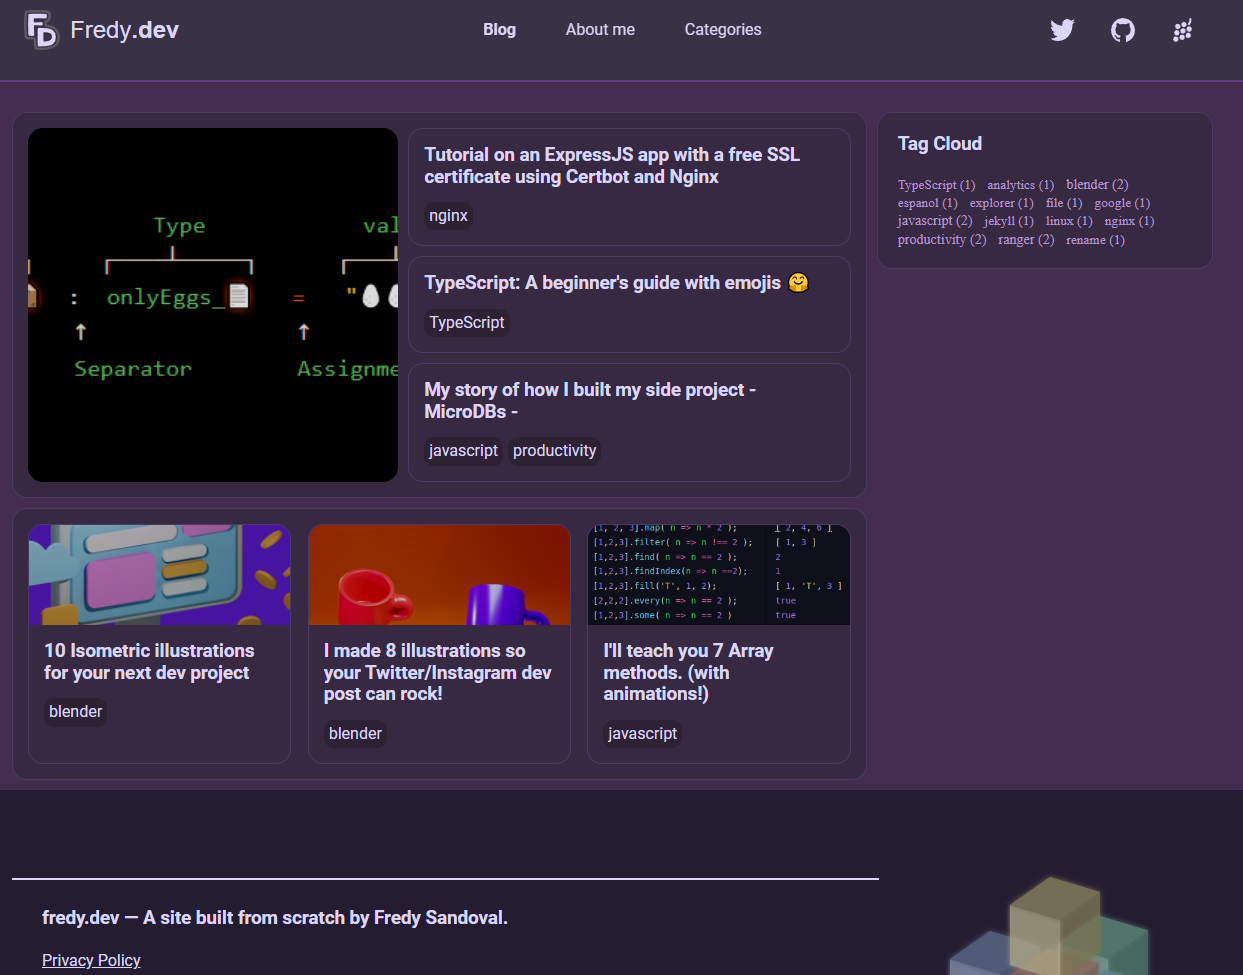 FD Fredy.dev
Blog
About me
Categories
Type val
: onlyEggs_ = "
Separator Assignme
Tutorial on an ExpressJS app with a free SSL
certificate using Certbot and Nginx
nginx
TypeScript: A beginner's guide with emojis 🤗
TypeScript
My story of how I built my side project -
MicroDBs -
javascript productivity
Tag Cloud
TypeScript (1) analytics (1) blender (2)
espanol (1) explorer (1) file (1) google (1)
javascript (2) jekyll (1) linux (1) nginx (1)
productivity (2) ranger (2) rename (1)
10 Isometric illustrations
for your next dev project
blender
I made 8 illustrations so
your Twitter/Instagram dev
post can rock!
blender
[1, 2, 3].map( n => n * 2 ); [ 2, 4, 6 ]
[1,2,3].filter( n => n !== 2 ); [ 1, 3 ]
[1,2,3].find( n => n == 2 ); 2
[1,2,3].findIndex(n => n ==2); 1
[1,2,3].fill('T', 1, 2); [ 1, 'T', 3 ]
[2,2,2].every(n => n == 2 ); true
[1,2,3].some( n => n == 2 ) true
I'll teach you 7 Array
methods. (with
animations!)
javascript
fredy.dev — A site built from scratch by Fredy Sandoval.
Privacy Policy